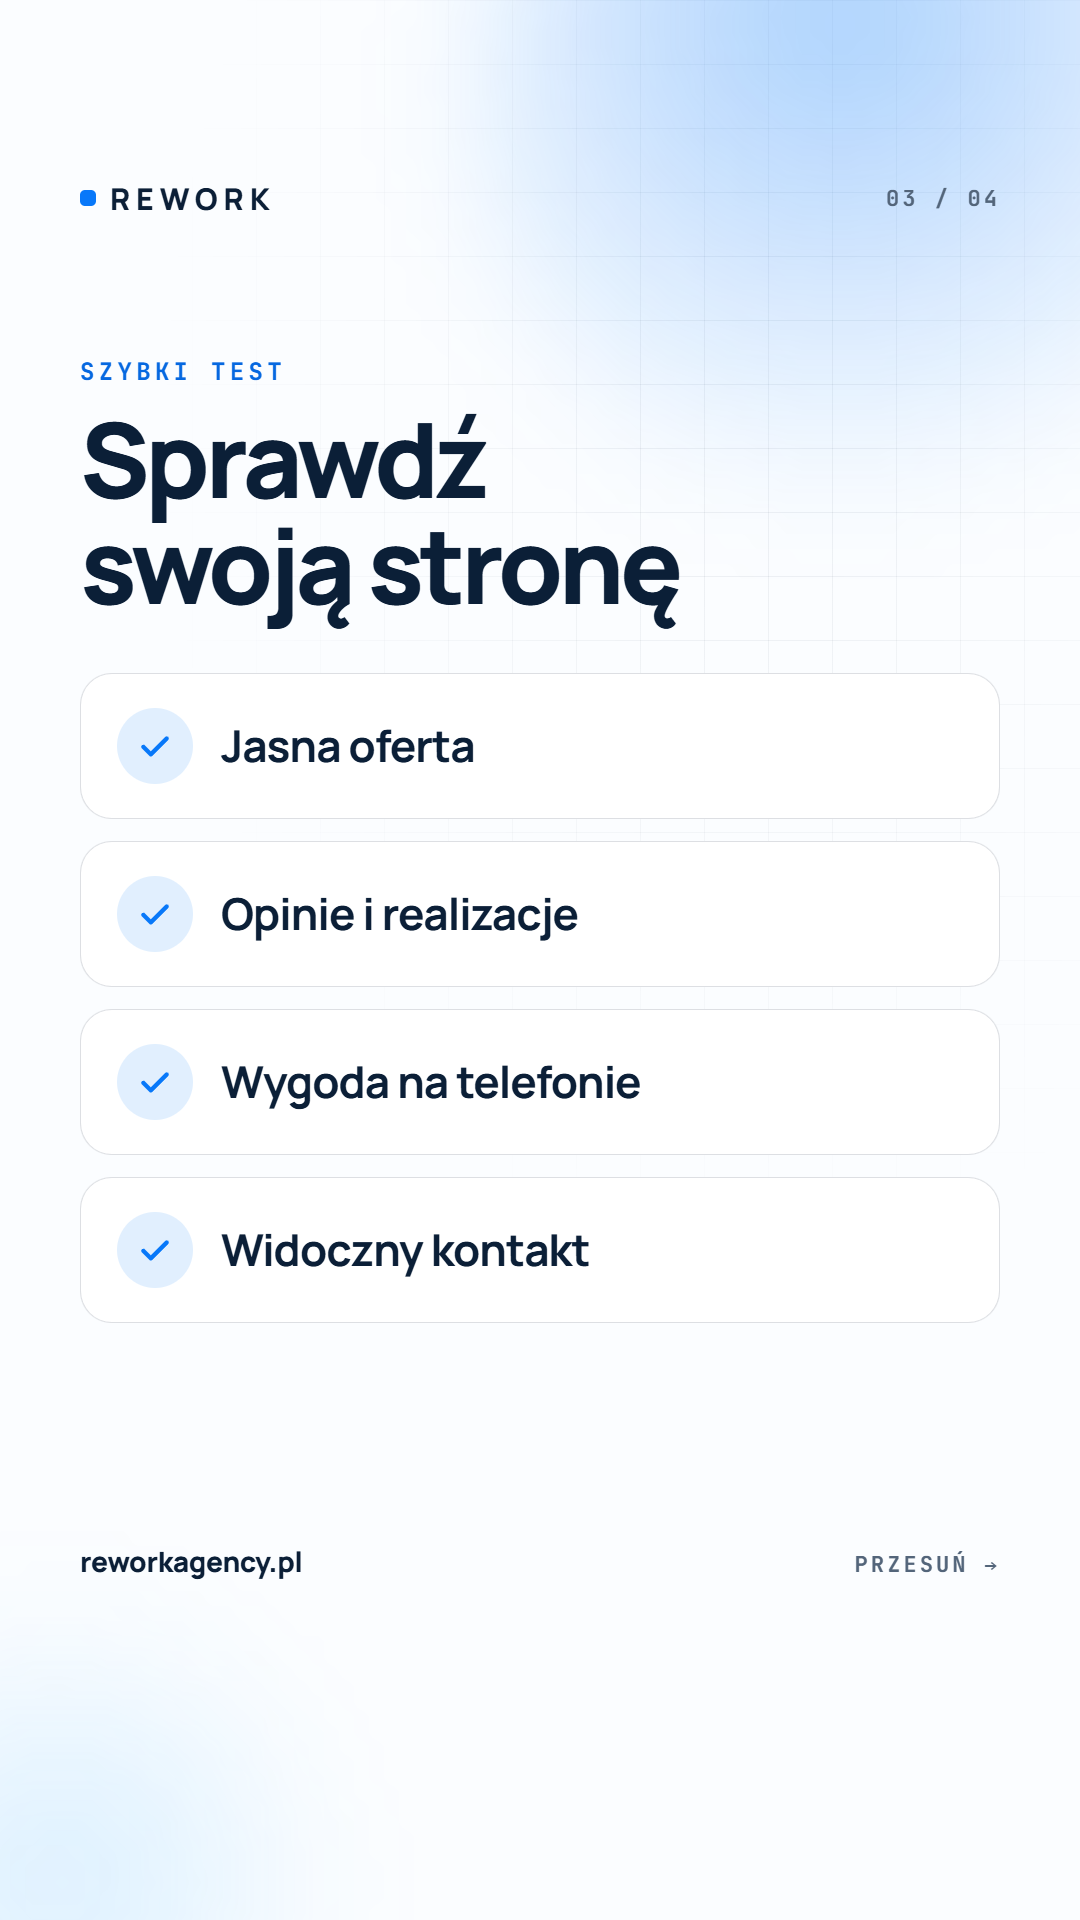 REWORK
03 / 04
SZYBKI TEST
Sprawdź
swoją stronę
Jasna oferta
Opinie i realizacje
Wygoda na telefonie
Widoczny kontakt
reworkagency.pl
PRZESUŃ →